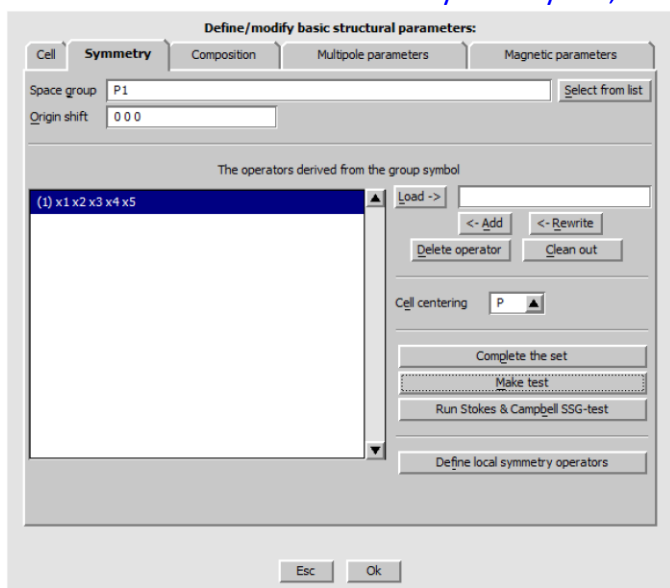 Define/modify basic structural parameters:
Cell Symmetry Composition Multipole parameters Magnetic parameters
Space group P1 Select from list
Origin shift 0 0 0
The operators derived from the group symbol
(1) x1 x2 x3 x4 x5
Load ->
<- Add <- Rewrite
Delete operator Clean out
Cell centering P
Complete the set
Make test
Run Stokes & Campbell SSG-test
Define local symmetry operators
Esc Ok